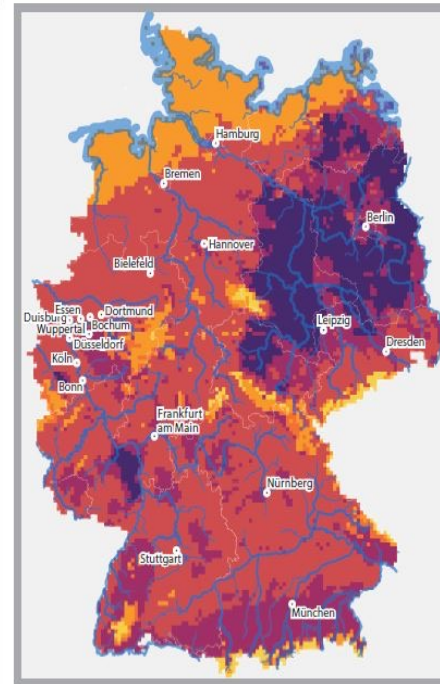 Hamburg
Bremen
Berlin
Hannover
Bielefeld
Essen
Dortmund
Duisburg
Bochum
Wuppertal
Düsseldorf
Leipzig
Dresden
Köln
Bonn
Frankfurt
am Main
Nürnberg
Stuttgart
München